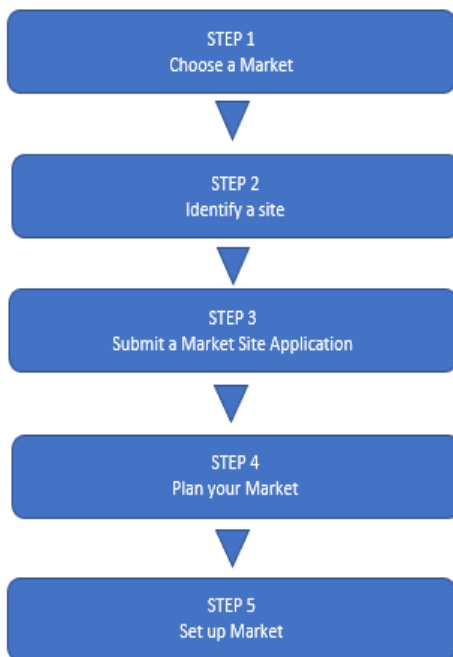 STEP 1
Choose a Market
STEP 2
Identify a site
STEP 3
Submit a Market Site Application
STEP 4
Plan your Market
STEP 5
Set up Market